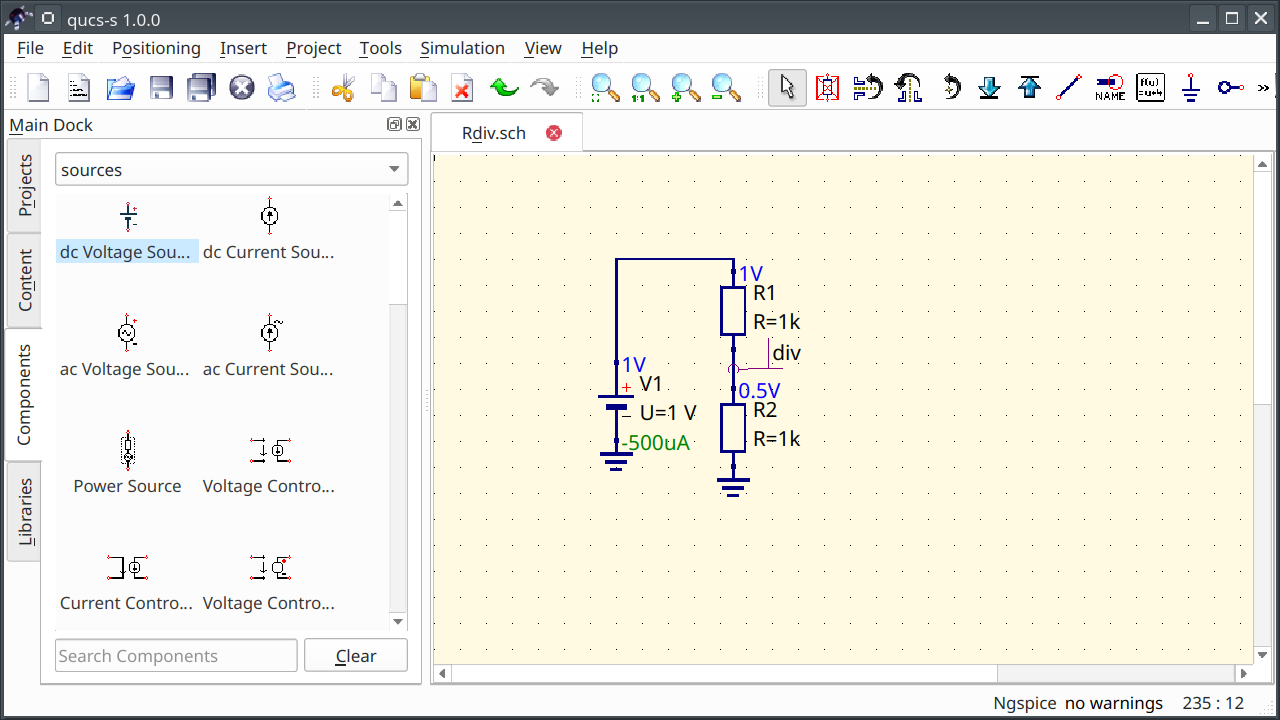 qucs-s 1.0.0
File Edit Positioning Insert Project Tools Simulation View Help
1:1
NAME
f(ω)
=ω+4
»
Main Dock
Projects
Content
Components
Libraries
sources
dc Voltage Sou...
dc Current Sou...
ac Voltage Sou...
ac Current Sou...
Power Source
Voltage Contro...
Current Contro...
Voltage Contro...
Search Components
Clear
Rdiv.sch
1V
R1
R=1k
div
1V
V1
U=1 V
-500uA
0.5V
R2
R=1k
Ngspice no warnings 235 : 12